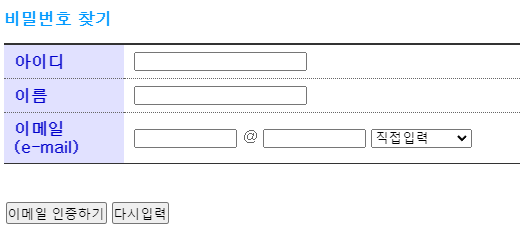 비밀번호 찾기
아이디
이름
이메일
(e-mail)
@ 직접입력
이메일 인증하기 다시입력